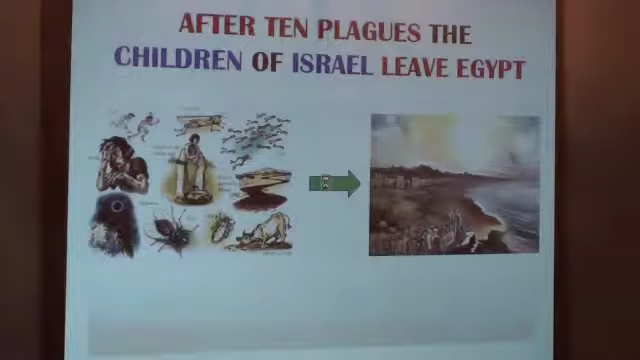 AFTER TEN PLAGUES THE
CHILDREN OF ISRAEL LEAVE EGYPT